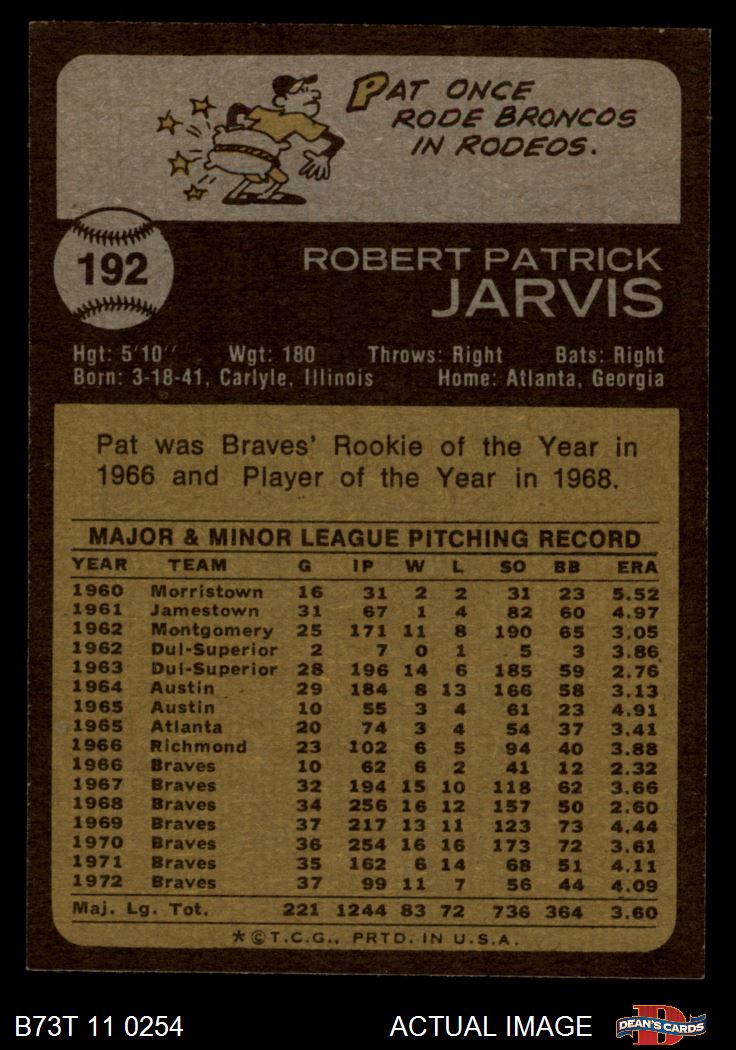 PAT ONCE
RODE BRONCOS
IN RODEOS.
192
ROBERT PATRICK
JARVIS
Hgt: 5'10" Wgt: 180 Throws: Right Bats: Right
Born: 3-18-41, Carlyle, Illinois Home: Atlanta, Georgia
Pat was Braves' Rookie of the Year in
1966 and Player of the Year in 1968.
MAJOR & MINOR LEAGUE PITCHING RECORD
YEAR TEAM G IP W L SO BB ERA
1960 Morristown 16 31 2 2 31 23 5.52
1961 Jamestown 31 67 1 4 82 60 4.97
1962 Montgomery 25 171 11 8 190 65 3.05
1962 Dul-Superior 2 7 0 1 5 3 3.86
1963 Dul-Superior 28 196 14 6 185 59 2.76
1964 Austin 29 184 8 13 166 58 3.13
1965 Austin 10 55 3 4 61 23 4.91
1965 Atlanta 20 74 3 4 54 37 3.41
1966 Richmond 23 102 6 5 94 40 3.88
1966 Braves 10 62 6 2 41 12 2.32
1967 Braves 32 194 15 10 118 62 3.66
1968 Braves 34 256 16 12 157 50 2.60
1969 Braves 37 217 13 11 123 73 4.44
1970 Braves 36 254 16 16 173 72 3.61
1971 Braves 35 162 6 14 68 51 4.11
1972 Braves 37 99 11 7 56 44 4.09
Maj. Lg. Tot. 221 1244 83 72 736 364 3.60
*©T.C.G., PRTD. IN U.S.A.
B73T 11 0254 ACTUAL IMAGE D DEAN'S CARDS